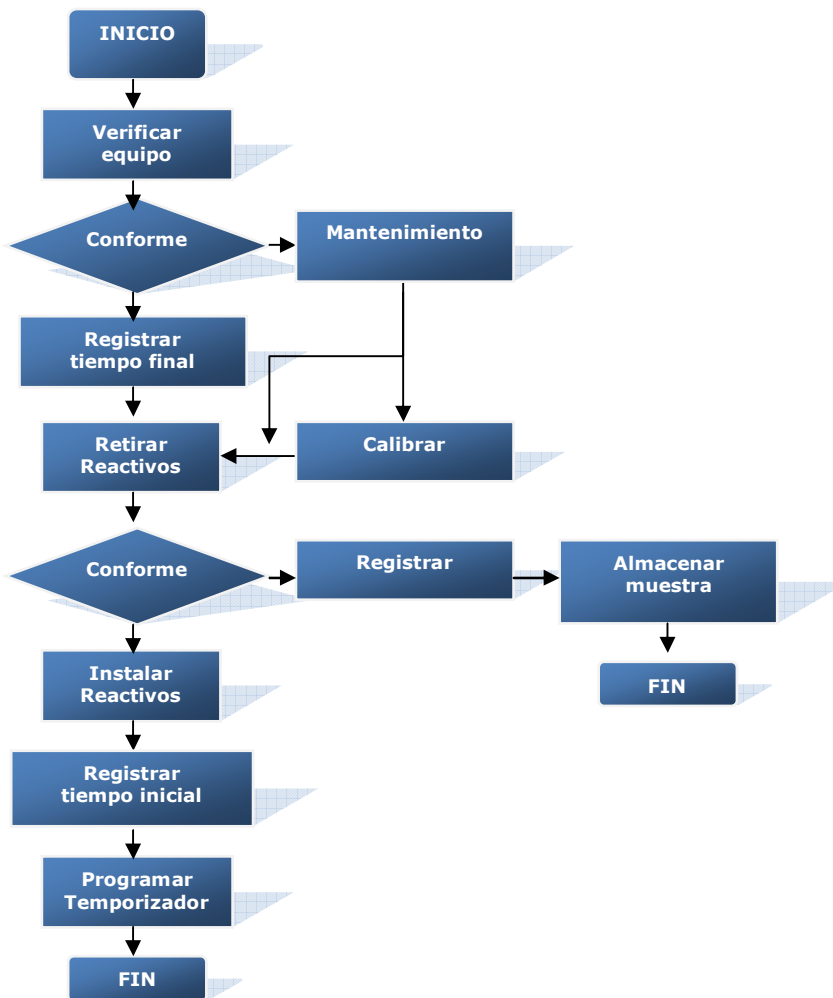 INICIO
Verificar
equipo
Conforme
Mantenimiento
Registrar
tiempo final
Retirar
Reactivos
Calibrar
Conforme
Registrar
Almacenar
muestra
Instalar
Reactivos
FIN
Registrar
tiempo inicial
Programar
Temporizador
FIN